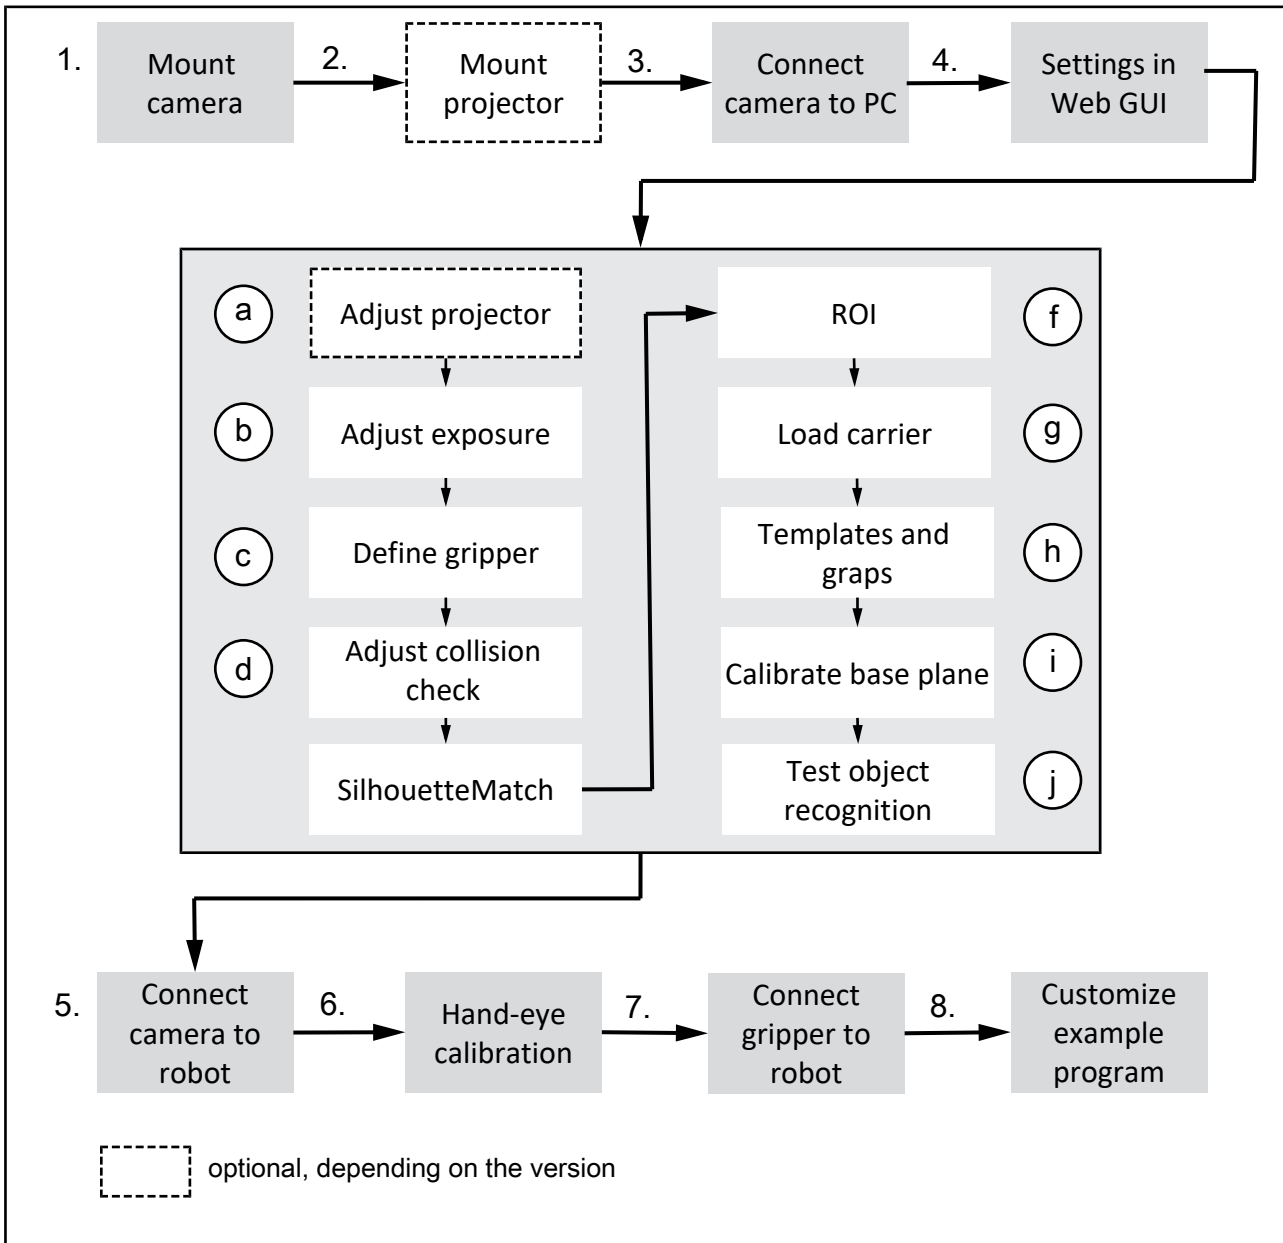 1.
Mount
camera
2.
Mount
projector
3.
Connect
camera to PC
4.
Settings in
Web GUI
a
Adjust projector
b
Adjust exposure
c
Define gripper
d
Adjust collision
check
SilhouetteMatch
ROI
f
Load carrier
g
Templates and
graps
h
Calibrate base plane
i
Test object
recognition
j
5.
Connect
camera to
robot
6.
Hand-eye
calibration
7.
Connect
gripper to
robot
8.
Customize
example
program
optional, depending on the version